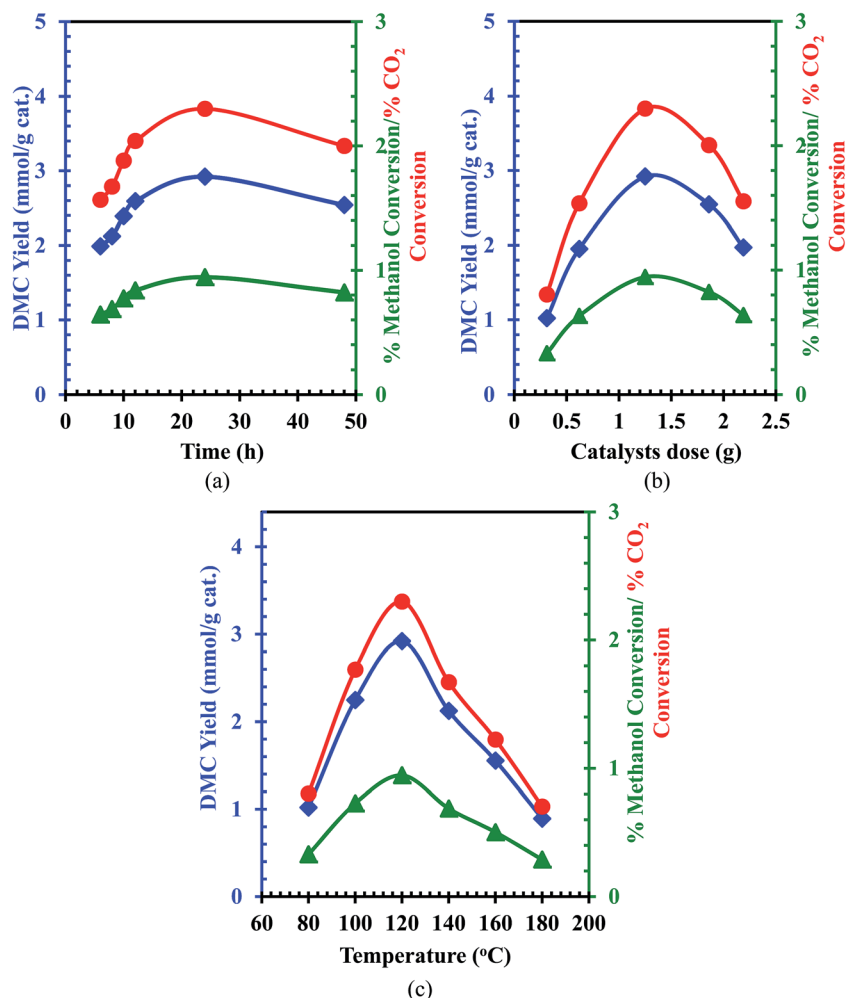 DMC Yield (mmol/g cat.)
5
4
3
2
1
0
0 10 20 30 40 50
Time (h)
3
2
1
0
% Methanol Conversion/ % CO2
Conversion
(a)
DMC Yield (mmol/g cat.)
5
4
3
2
1
0
0 0.5 1 1.5 2 2.5
Catalysts dose (g)
3
2
1
0
% Methanol Conversion/ % CO2
Conversion
(b)
DMC Yield (mmol/g cat.)
4
3
2
1
0
60 80 100 120 140 160 180 200
Temperature (oC)
3
2
1
0
% Methanol Conversion/ % CO2
Conversion
(c)